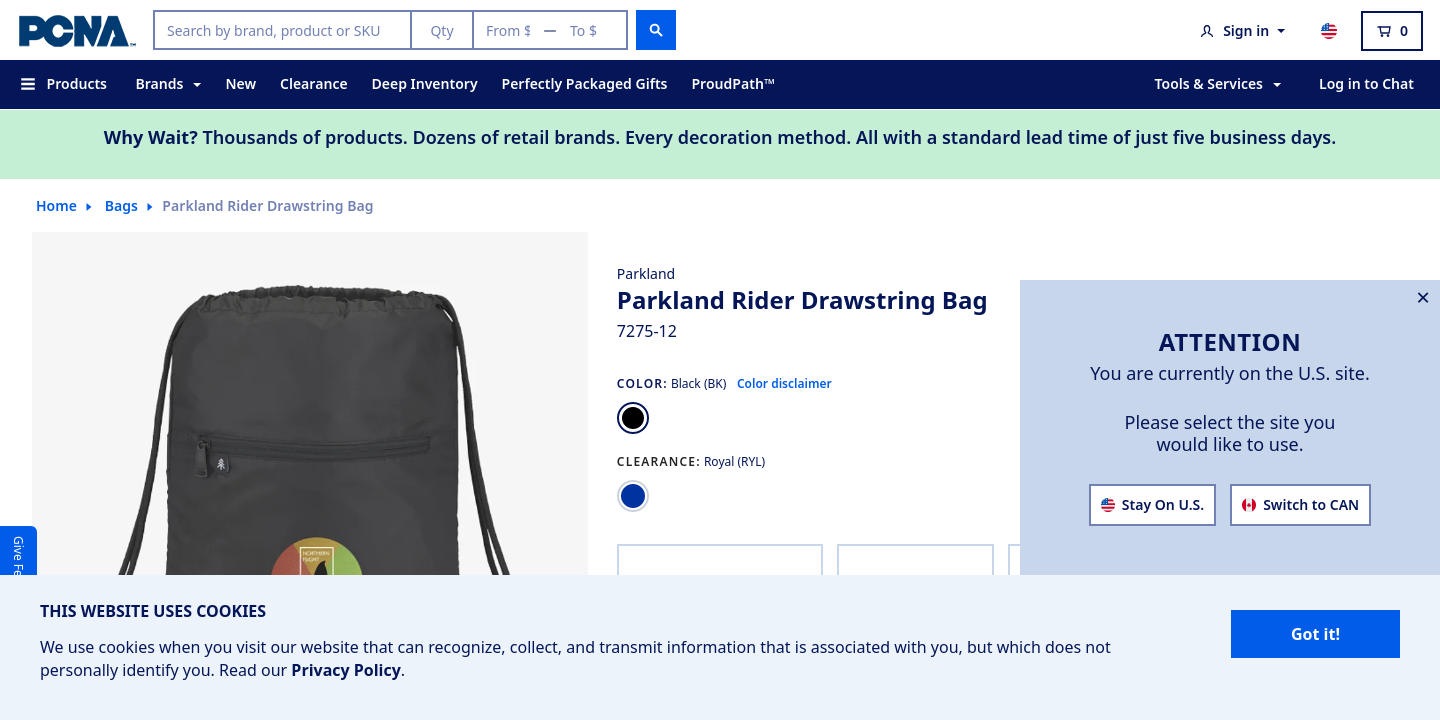 PCNA™
Search by brand, product or SKU
Qty
From $ — To $
Sign in
0
Products
Brands
New
Clearance
Deep Inventory
Perfectly Packaged Gifts
ProudPath™
Tools & Services
Log in to Chat
Why Wait? Thousands of products. Dozens of retail brands. Every decoration method. All with a standard lead time of just five business days.
Home
Bags
Parkland Rider Drawstring Bag
NORTHERN
FLIGHT
Parkland
Parkland Rider Drawstring Bag
7275-12
COLOR: Black (BK) Color disclaimer
CLEARANCE: Royal (RYL)
ATTENTION
You are currently on the U.S. site.
Please select the site you
would like to use.
Stay On U.S.
Switch to CAN
Give Fe
THIS WEBSITE USES COOKIES
We use cookies when you visit our website that can recognize, collect, and transmit information that is associated with you, but which does not
personally identify you. Read our Privacy Policy.
Got it!